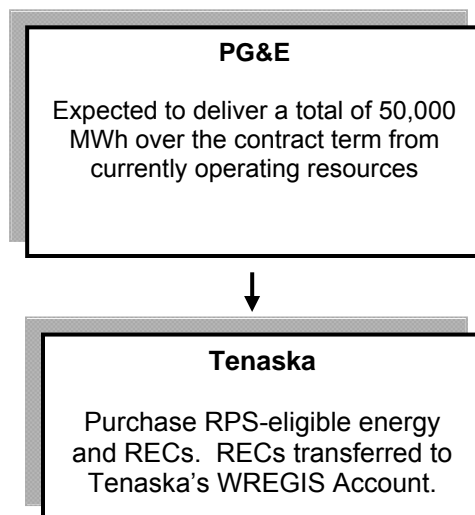 PG&E
Expected to deliver a total of 50,000
MWh over the contract term from
currently operating resources
Tenaska
Purchase RPS-eligible energy
and RECs.  RECs transferred to
Tenaska's WREGIS Account.